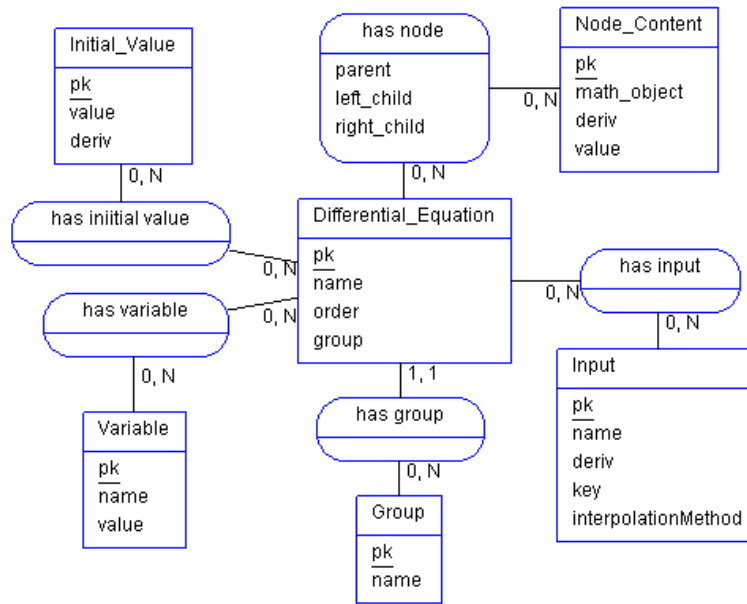 Initial_Value
pk
value
deriv
0, N
has node
parent
left_child
right_child
0, N
0, N
Node_Content
pk
math_object
deriv
value
has iniitial value
0, N
Differential_Equation
pk
name
order
group
has variable
0, N
0, N
has input
0, N
0, N
1, 1
has group
0, N
Variable
pk
name
value
Group
pk
name
Input
pk
name
deriv
key
interpolationMethod